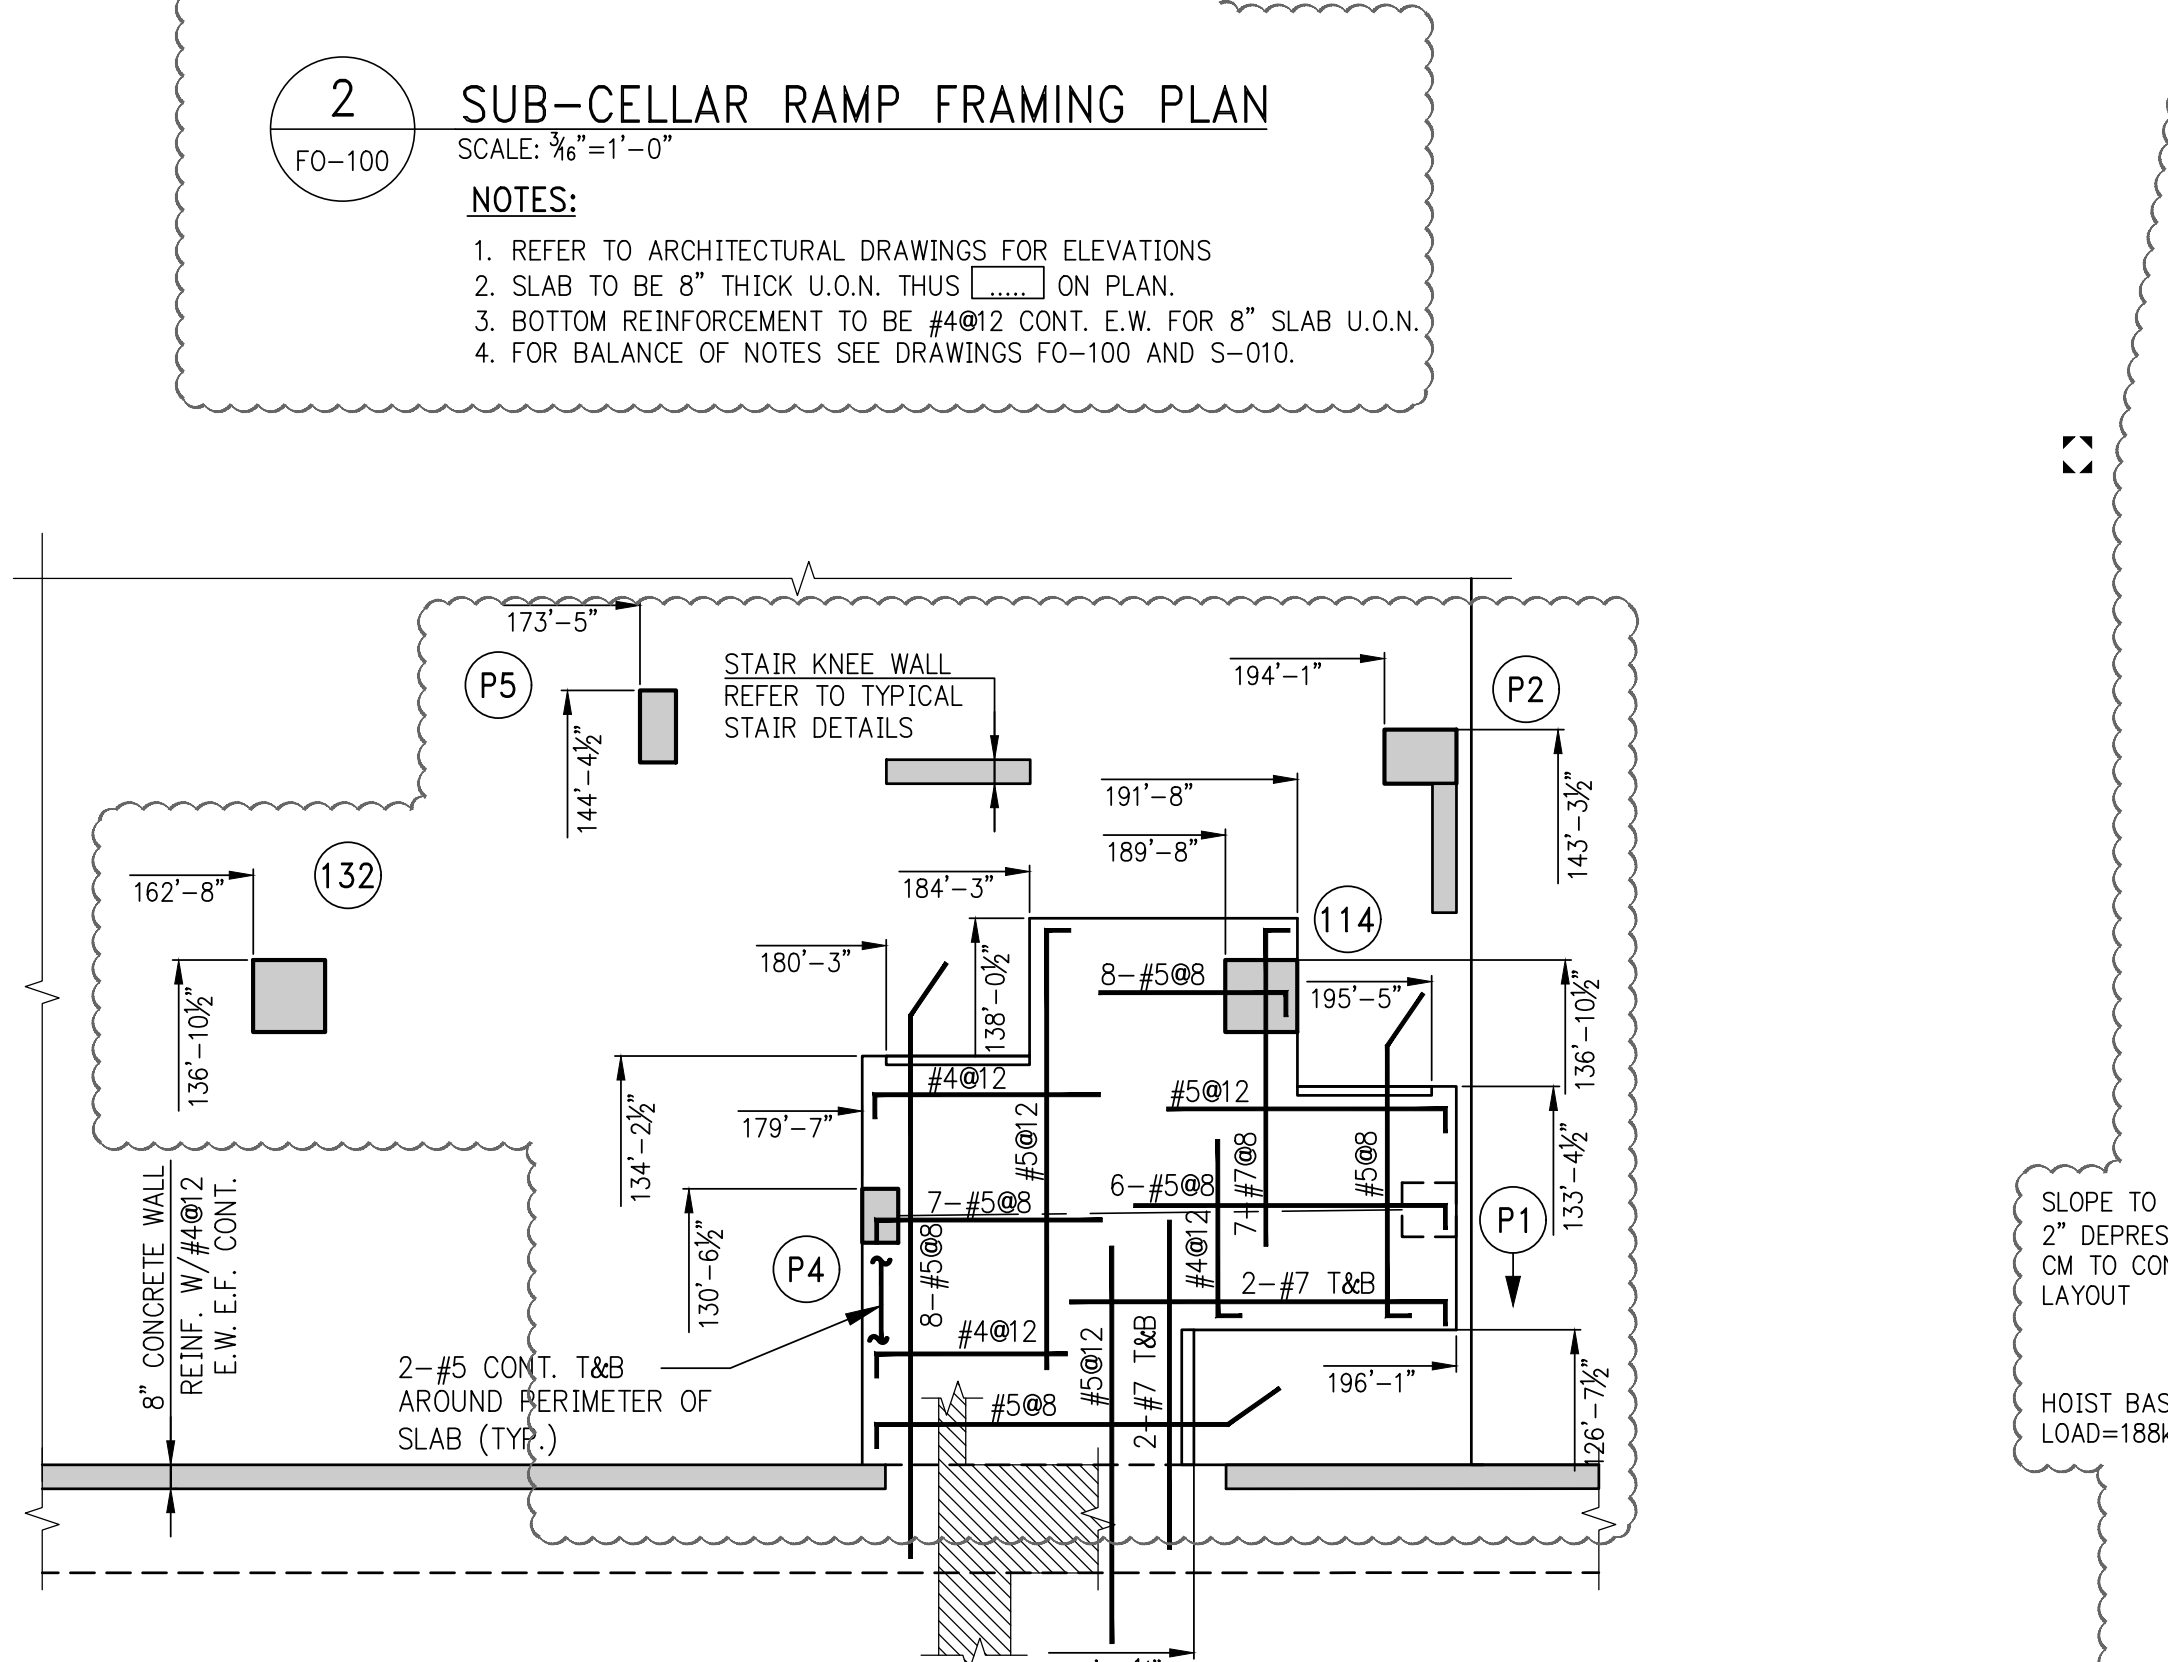 2
FO-100
SUB-CELLAR RAMP FRAMING PLAN
SCALE: 3/16"=1'-0"
NOTES:
1. REFER TO ARCHITECTURAL DRAWINGS FOR ELEVATIONS
2. SLAB TO BE 8" THICK U.O.N. THUS ..... ON PLAN.
3. BOTTOM REINFORCEMENT TO BE #4@12 CONT. E.W. FOR 8" SLAB U.O.N.
4. FOR BALANCE OF NOTES SEE DRAWINGS FO-100 AND S-010.
173'-5"
P5
144'-4½"
STAIR KNEE WALL
REFER TO TYPICAL
STAIR DETAILS
194'-1"
P2
143'-3½"
191'-8"
189'-8"
184'-3"
114
132
162'-8"
136'-10½"
180'-3"
138'-0½"
8-#5@8
195'-5"
136'-10½"
134'-2½"
179'-7"
#4@12
#5@12
#5@12
7-#7@8
#5@8
133'-4½"
P1
6-#5@8
7-#5@8
130'-6½"
P4
8-#5@8
#4@12
2-#7 T&B
#4@12
#5@12
2-#7 T&B
#5@8
196'-1"
126'-7½"
8" CONCRETE WALL
REINF. W/#4@12
E.W. E.F. CONT.
2-#5 CONT. T&B
AROUND PERIMETER OF
SLAB (TYP.)
SLOPE TO
2" DEPRES
CM TO CON
LAYOUT
HOIST BAS
LOAD=188k